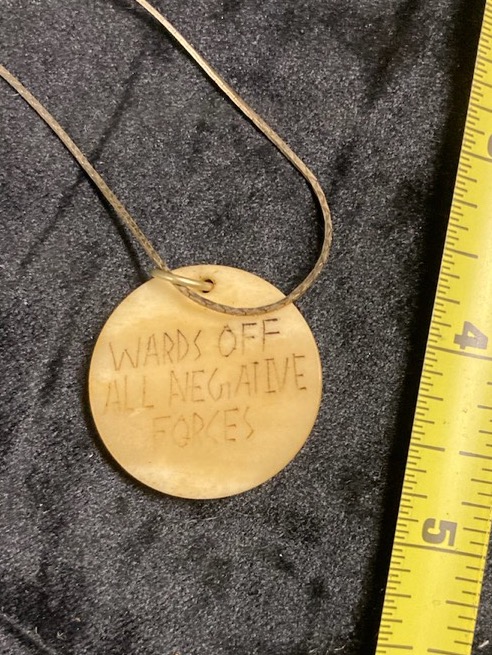 WARDS OFF
ALL NEGATIVE
FORCES
4
5